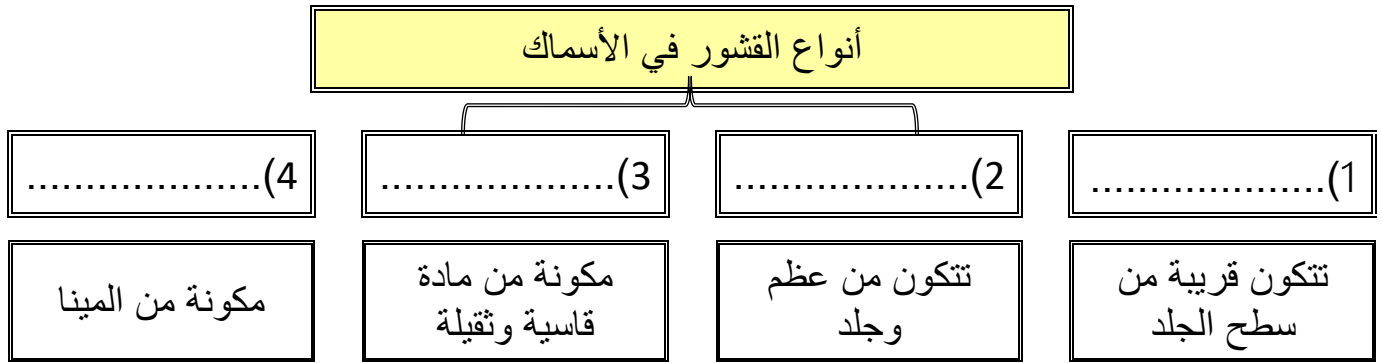 أنواع القشور في الأسماك
1)....................
2)....................
3)....................
4)....................
تتكون قريبة من
سطح الجلد
تتكون من عظم
وجلد
مكونة من مادة
قاسية وثقيلة
مكونة من المينا